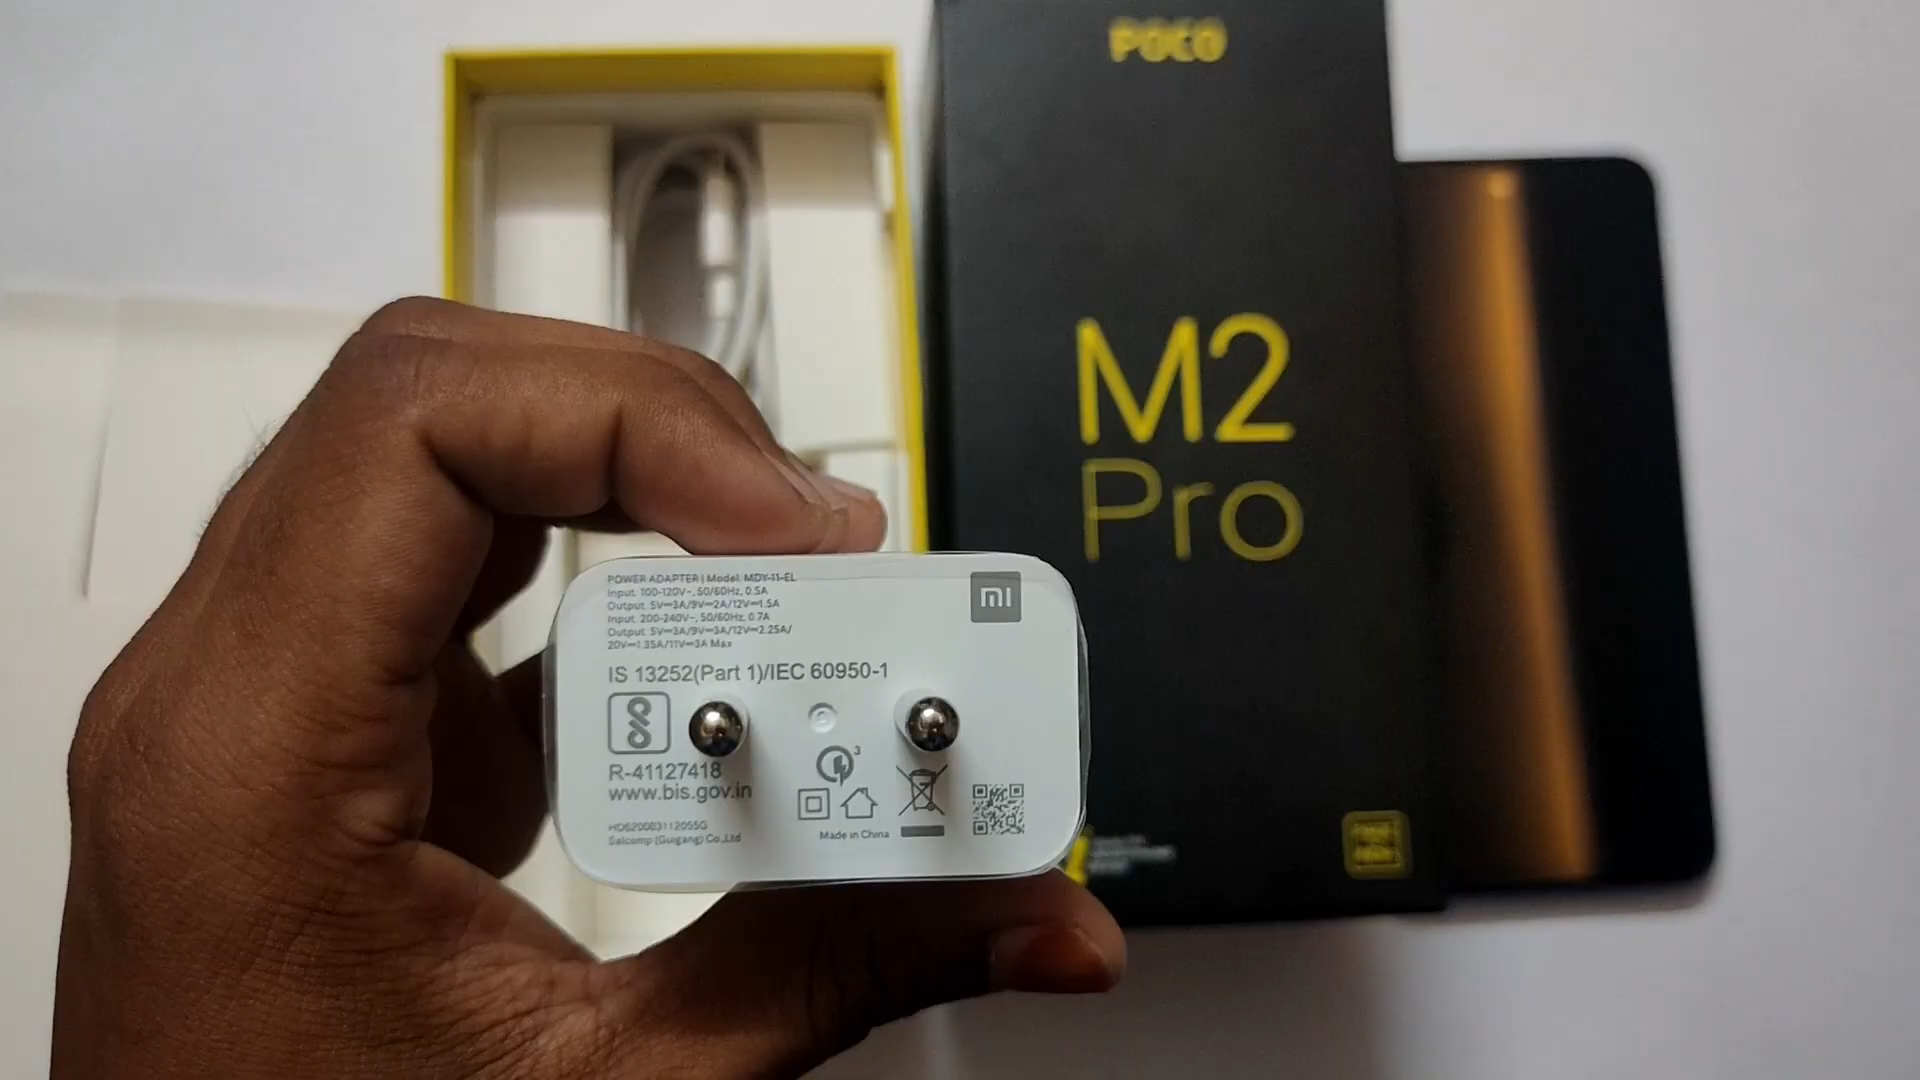 POCO
M2
Pro
POWER ADAPTER | Model: MDY-11-EL
Input: 100-120V~, 50/60Hz, 0.5A
Output: 5V⎓3A/9V⎓2A/12V⎓1.5A
Input: 200-240V~, 50/60Hz, 0.7A
Output: 5V⎓3A/9V⎓3A/12V⎓2.25A/
20V⎓1.35A/11V⎓3A Max
mi
IS 13252(Part 1)/IEC 60950-1
R-41127418
www.bis.gov.in
3
HD620083112055G
Salcomp (Guigang) Co.,Ltd
Made in China